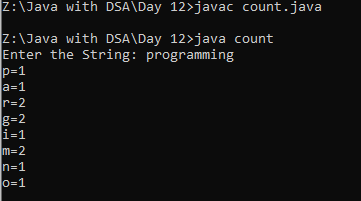 Z:\Java with DSA\Day 12>javac count.java
Z:\Java with DSA\Day 12>java count
Enter the String: programming
p=1
a=1
r=2
g=2
i=1
m=2
n=1
o=1